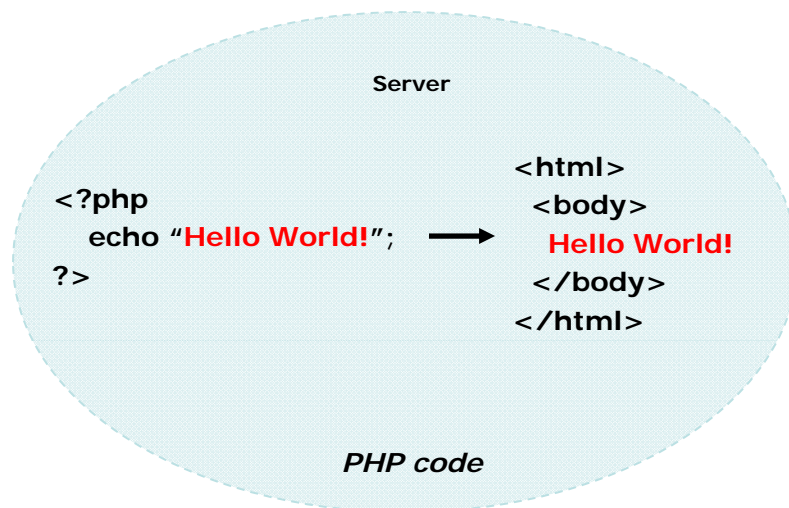 Server
<?php
echo “Hello World!”;
?>
<html>
<body>
Hello World!
</body>
</html>
PHP code